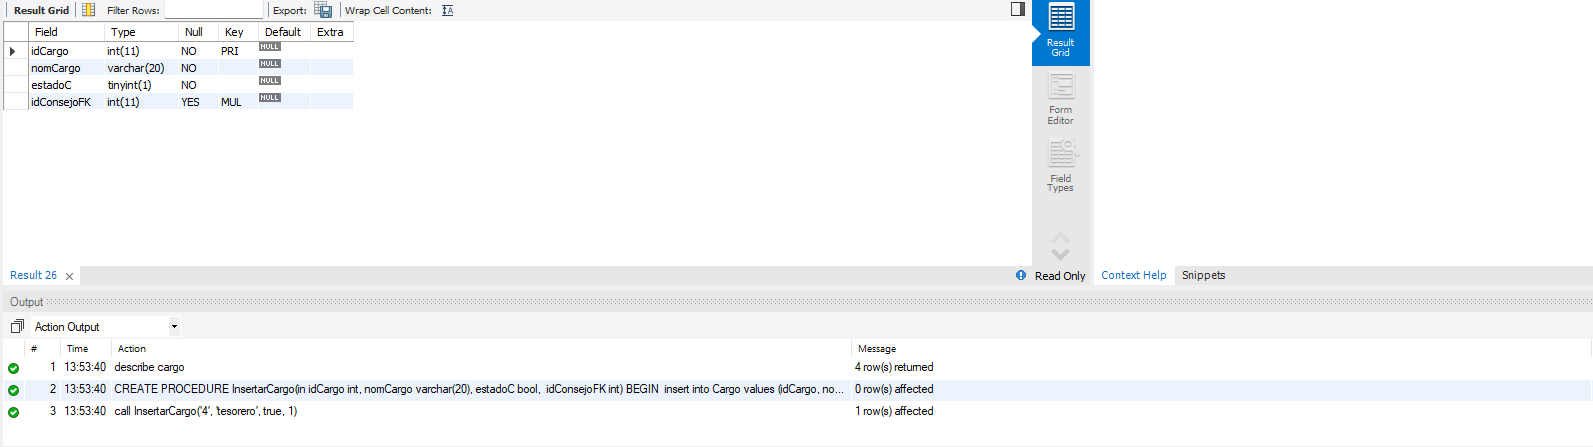 Result Grid Filter Rows: Export: Wrap Cell Content:
Field Type Null Key Default Extra
idCargo int(11) NO PRI NULL
nomCargo varchar(20) NO NULL
estadoC tinyint(1) NO NULL
idConsejoFK int(11) YES MUL NULL
Result
Grid
Form
Editor
Field
Types
Result 26 Read Only Context Help Snippets
Output
Action Output
# Time Action Message
1 13:53:40 describe cargo 4 row(s) returned
2 13:53:40 CREATE PROCEDURE InsertarCargo(in idCargo int, nomCargo varchar(20), estadoC bool, idConsejoFK int) BEGIN insert into Cargo values (idCargo, no... 0 row(s) affected
3 13:53:40 call InsertarCargo('4', 'tesorero', true, 1) 1 row(s) affected